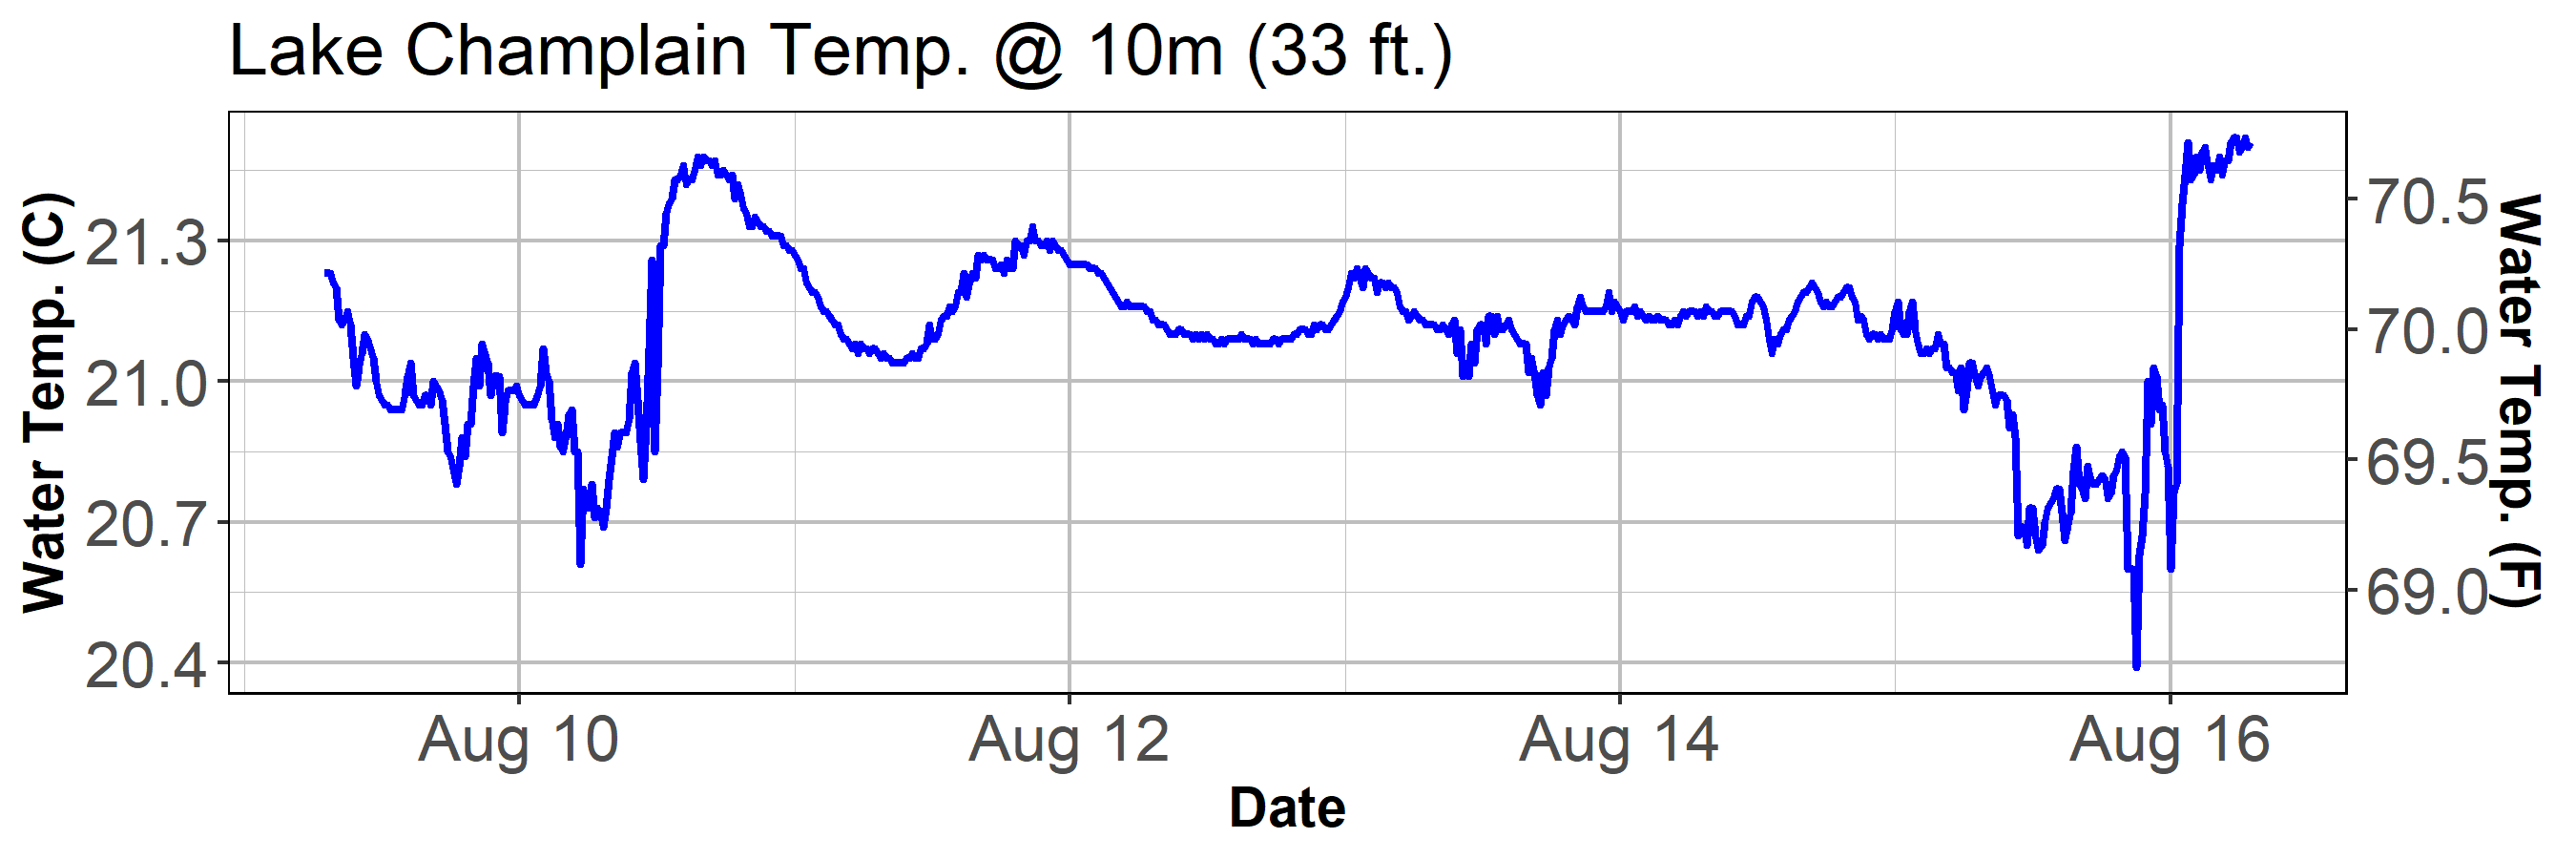 Lake Champlain Temp. @ 10m (33 ft.)
Water Temp. (C)
21.3
21.0
20.7
20.4
70.5
70.0
69.5
69.0
Water Temp. (F)
Aug 10
Aug 12
Aug 14
Aug 16
Date